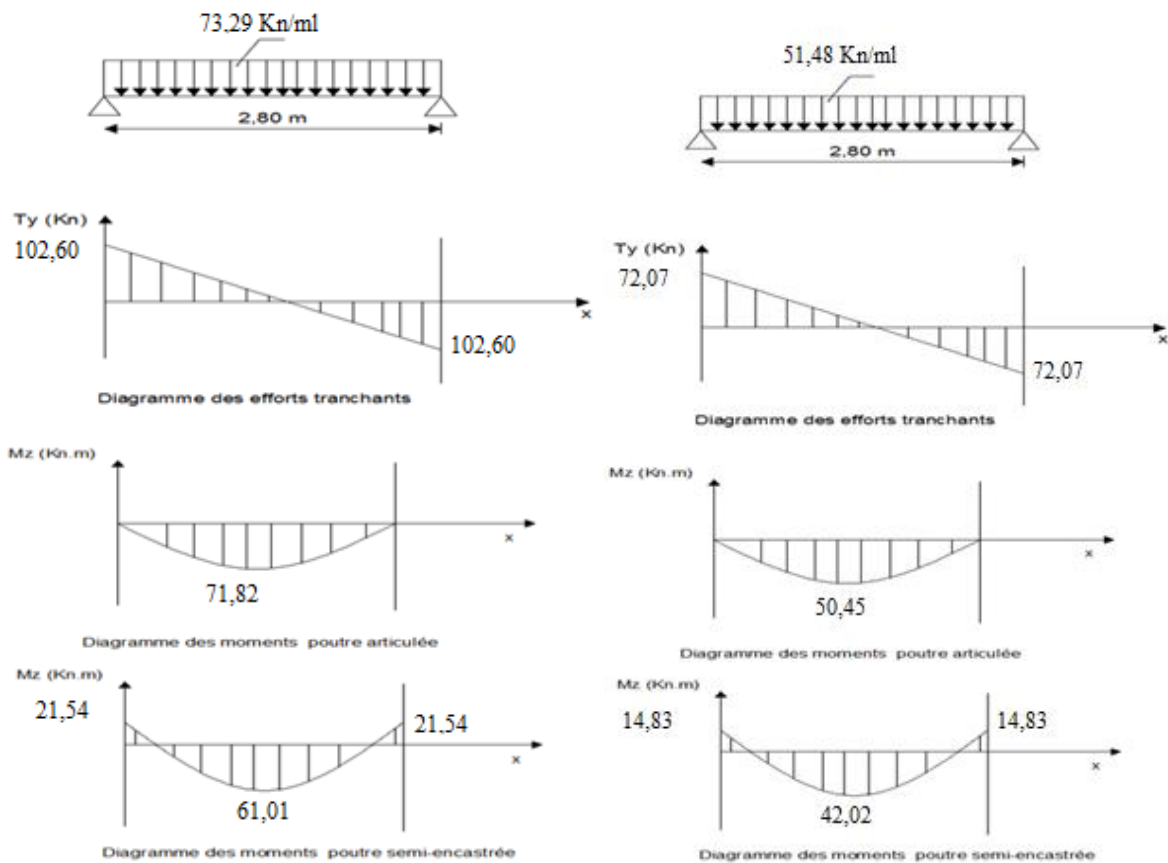 73,29 Kn/ml
2,80 m
Ty (Kn)
102,60
x
102,60
Diagramme des efforts tranchants
Mz (Kn.m)
x
71,82
Diagramme des moments poutre articulée
Mz (Kn.m)
21,54
21,54
x
61,01
Diagramme des moments poutre semi-encastrée
51,48 Kn/ml
2,80 m
Ty (Kn)
72,07
x
72,07
Diagramme des efforts tranchants
Mz (Kn.m)
x
50,45
Diagramme des moments poutre articulée
Mz (Kn.m)
14,83
14,83
x
42,02
Diagramme des moments poutre semi-encastrée